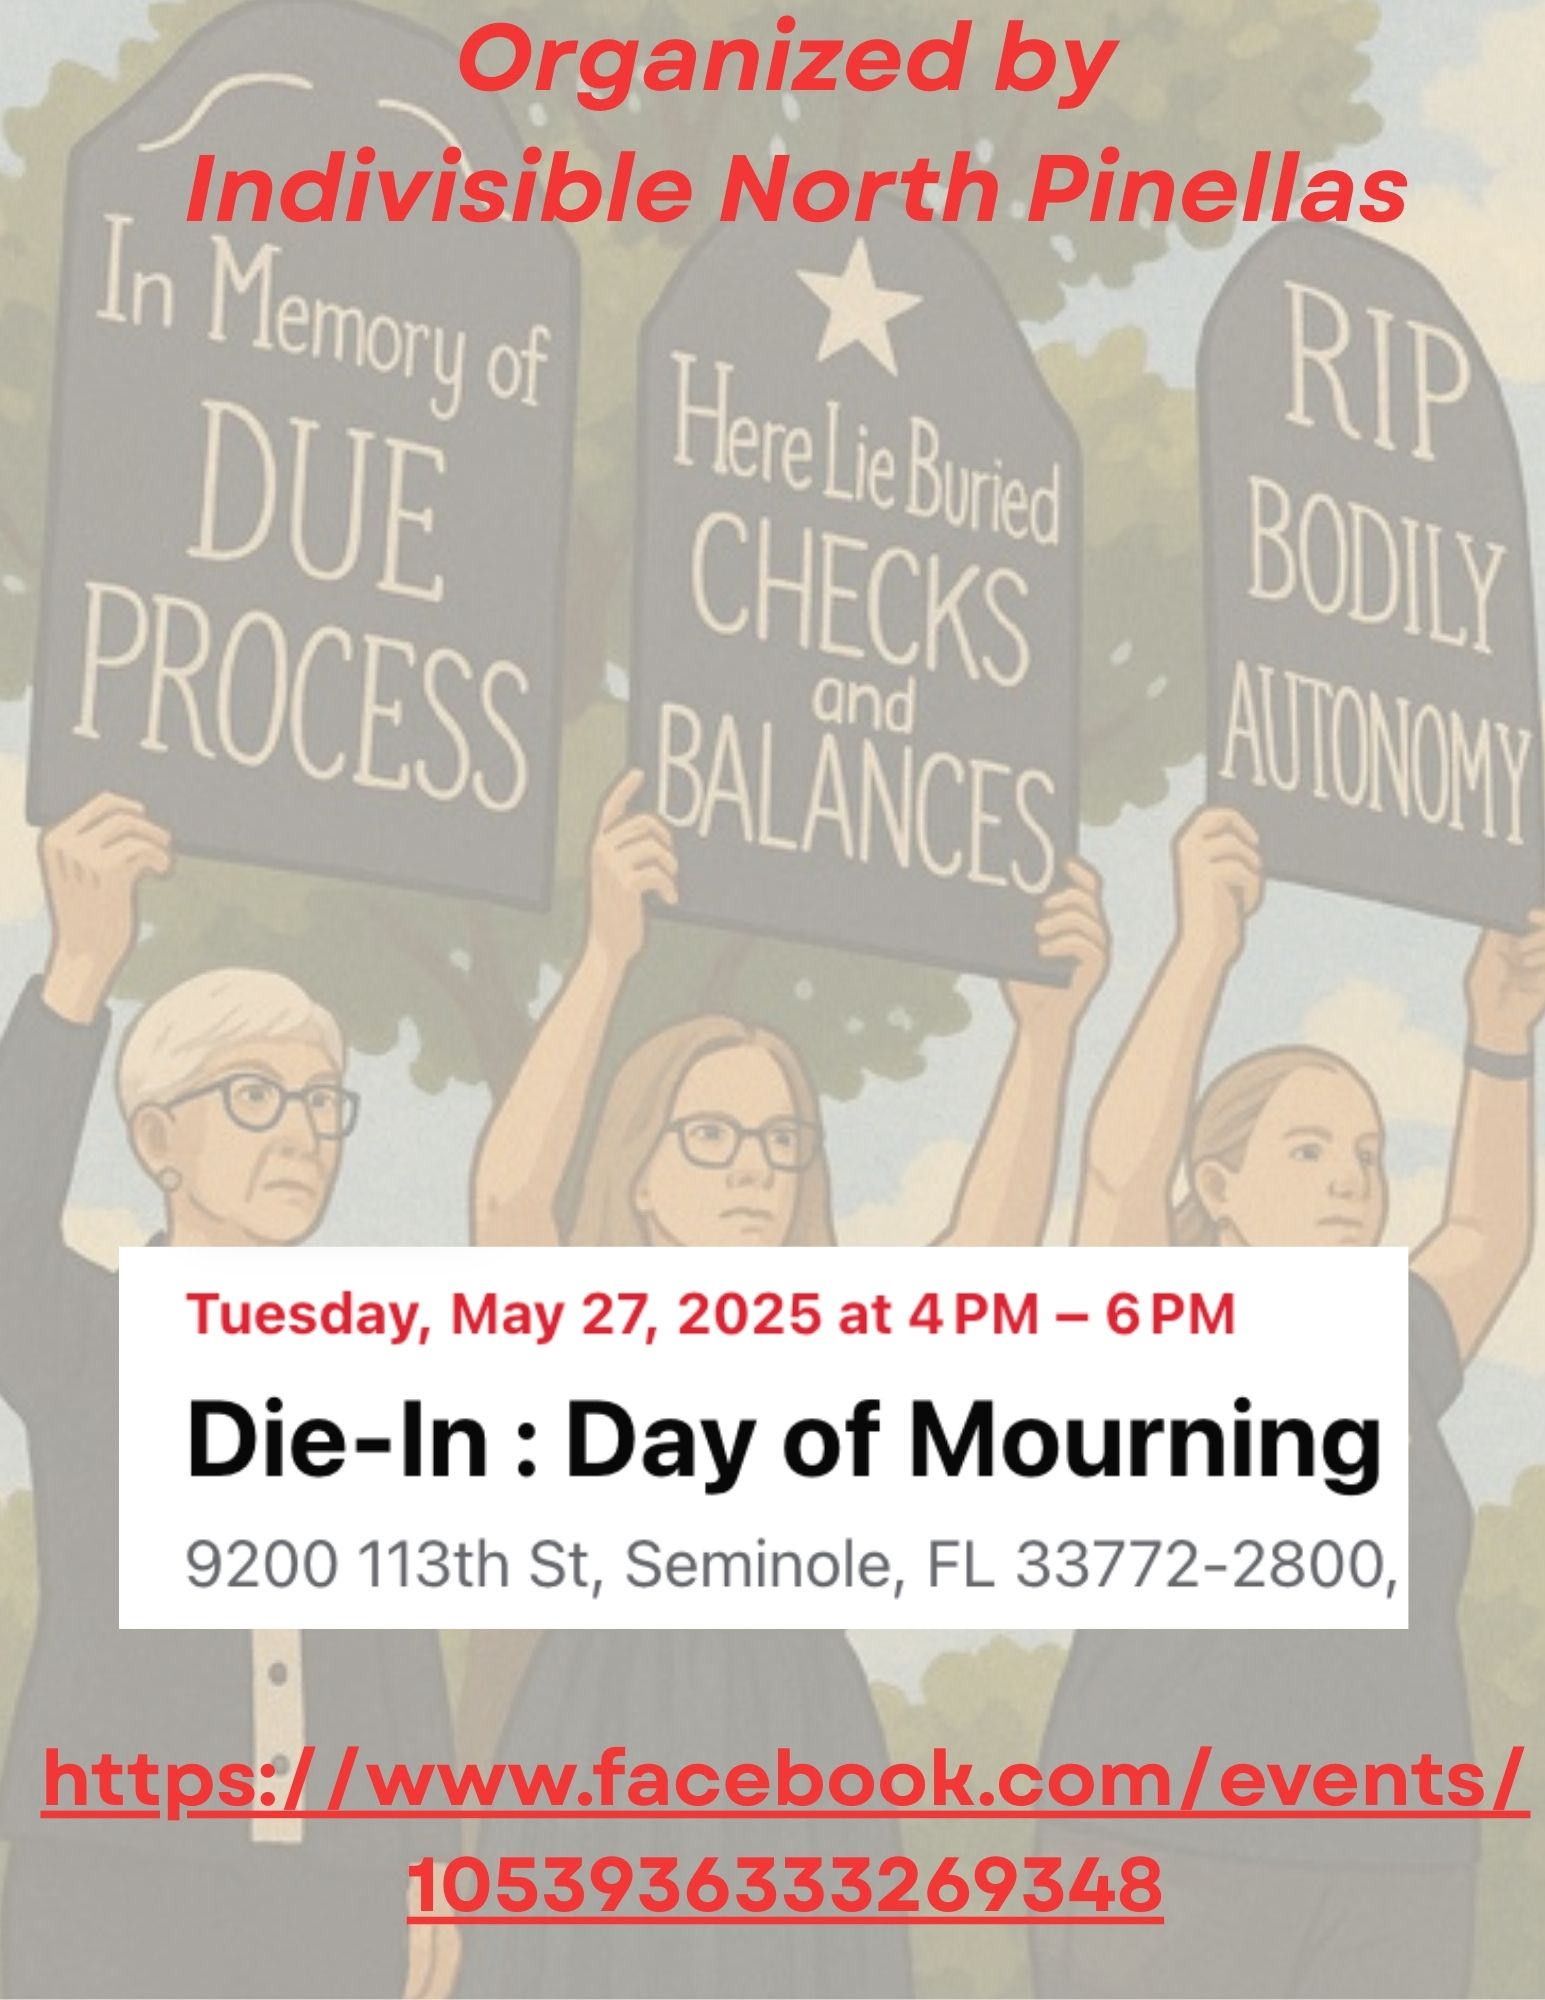 Organized by
Indivisible North Pinellas
In Memory of
DUE
PROCESS
Here Lie Buried
CHECKS
and
BALANCES
RIP
BODILY
AUTONOMY
Tuesday, May 27, 2025 at 4 PM – 6 PM
Die-In : Day of Mourning
9200 113th St, Seminole, FL 33772-2800,
https://www.facebook.com/events/
1053936333269348